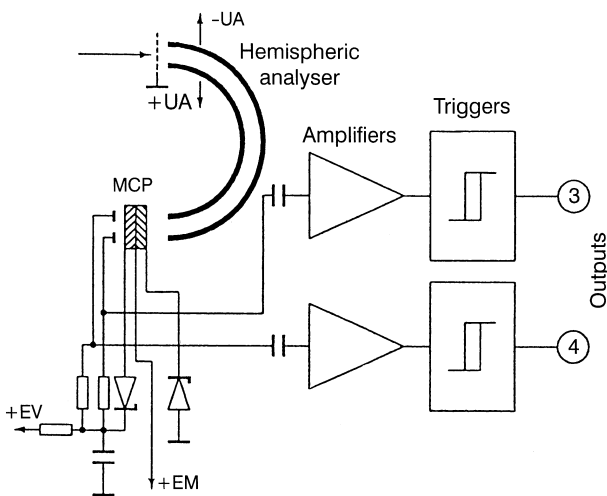 −UA
Hemispheric
analyser
+UA
Triggers
Amplifiers
MCP
3
Outputs
4
+EV
+EM